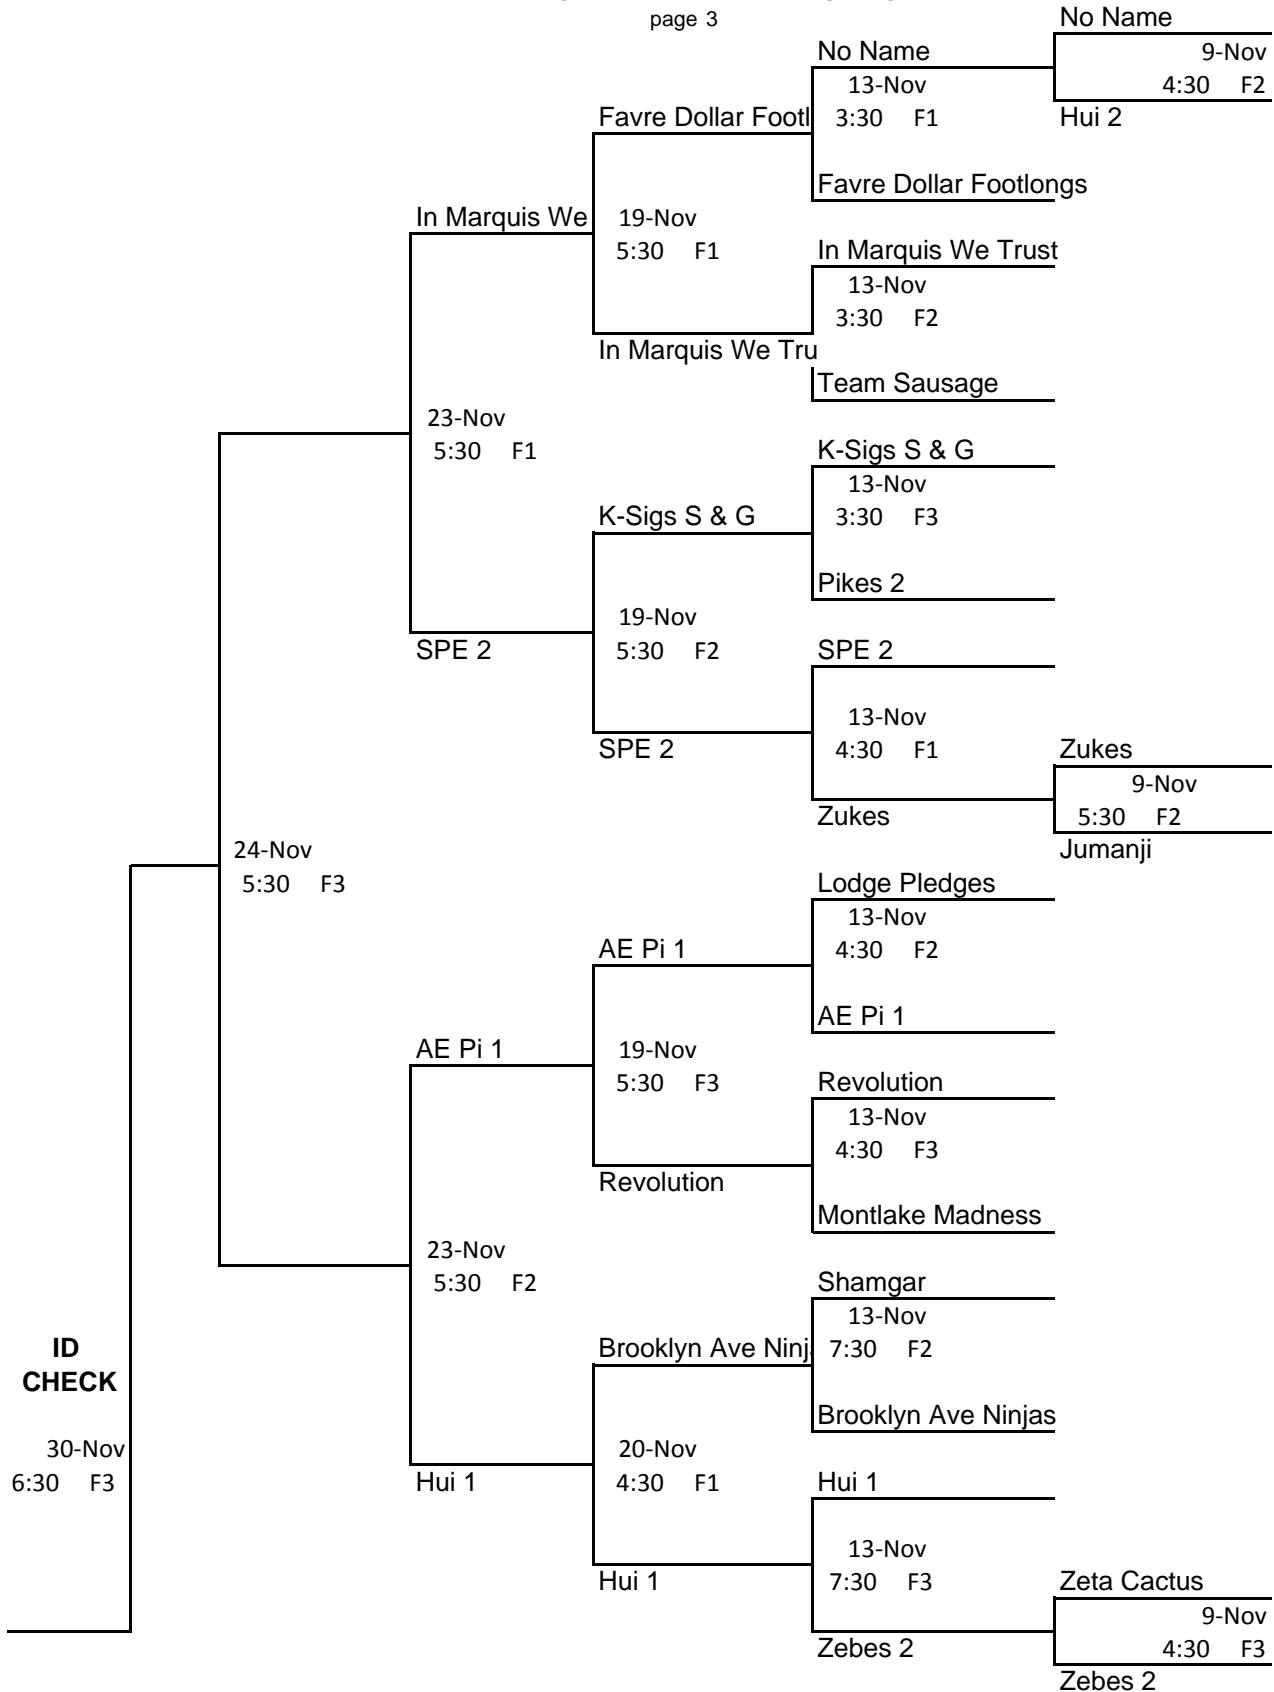 page 3
No Name
No Name
9-Nov
13-Nov
4:30 F2
Favre Dollar Footl
3:30 F1
Hui 2
Favre Dollar Footlongs
In Marquis We
19-Nov
5:30 F1
In Marquis We Trust
13-Nov
3:30 F2
In Marquis We Tru
Team Sausage
23-Nov
5:30 F1
K-Sigs S & G
13-Nov
K-Sigs S & G
3:30 F3
Pikes 2
19-Nov
SPE 2
5:30 F2
SPE 2
13-Nov
SPE 2
4:30 F1
Zukes
9-Nov
Zukes
5:30 F2
Jumanji
24-Nov
5:30 F3
Lodge Pledges
13-Nov
AE Pi 1
4:30 F2
AE Pi 1
AE Pi 1
19-Nov
5:30 F3
Revolution
13-Nov
4:30 F3
Revolution
Montlake Madness
23-Nov
5:30 F2
Shamgar
13-Nov
ID
CHECK
Brooklyn Ave Ninj
7:30 F2
Brooklyn Ave Ninjas
30-Nov
6:30 F3
20-Nov
Hui 1
4:30 F1
Hui 1
13-Nov
Hui 1
7:30 F3
Zeta Cactus
9-Nov
Zebes 2
4:30 F3
Zebes 2